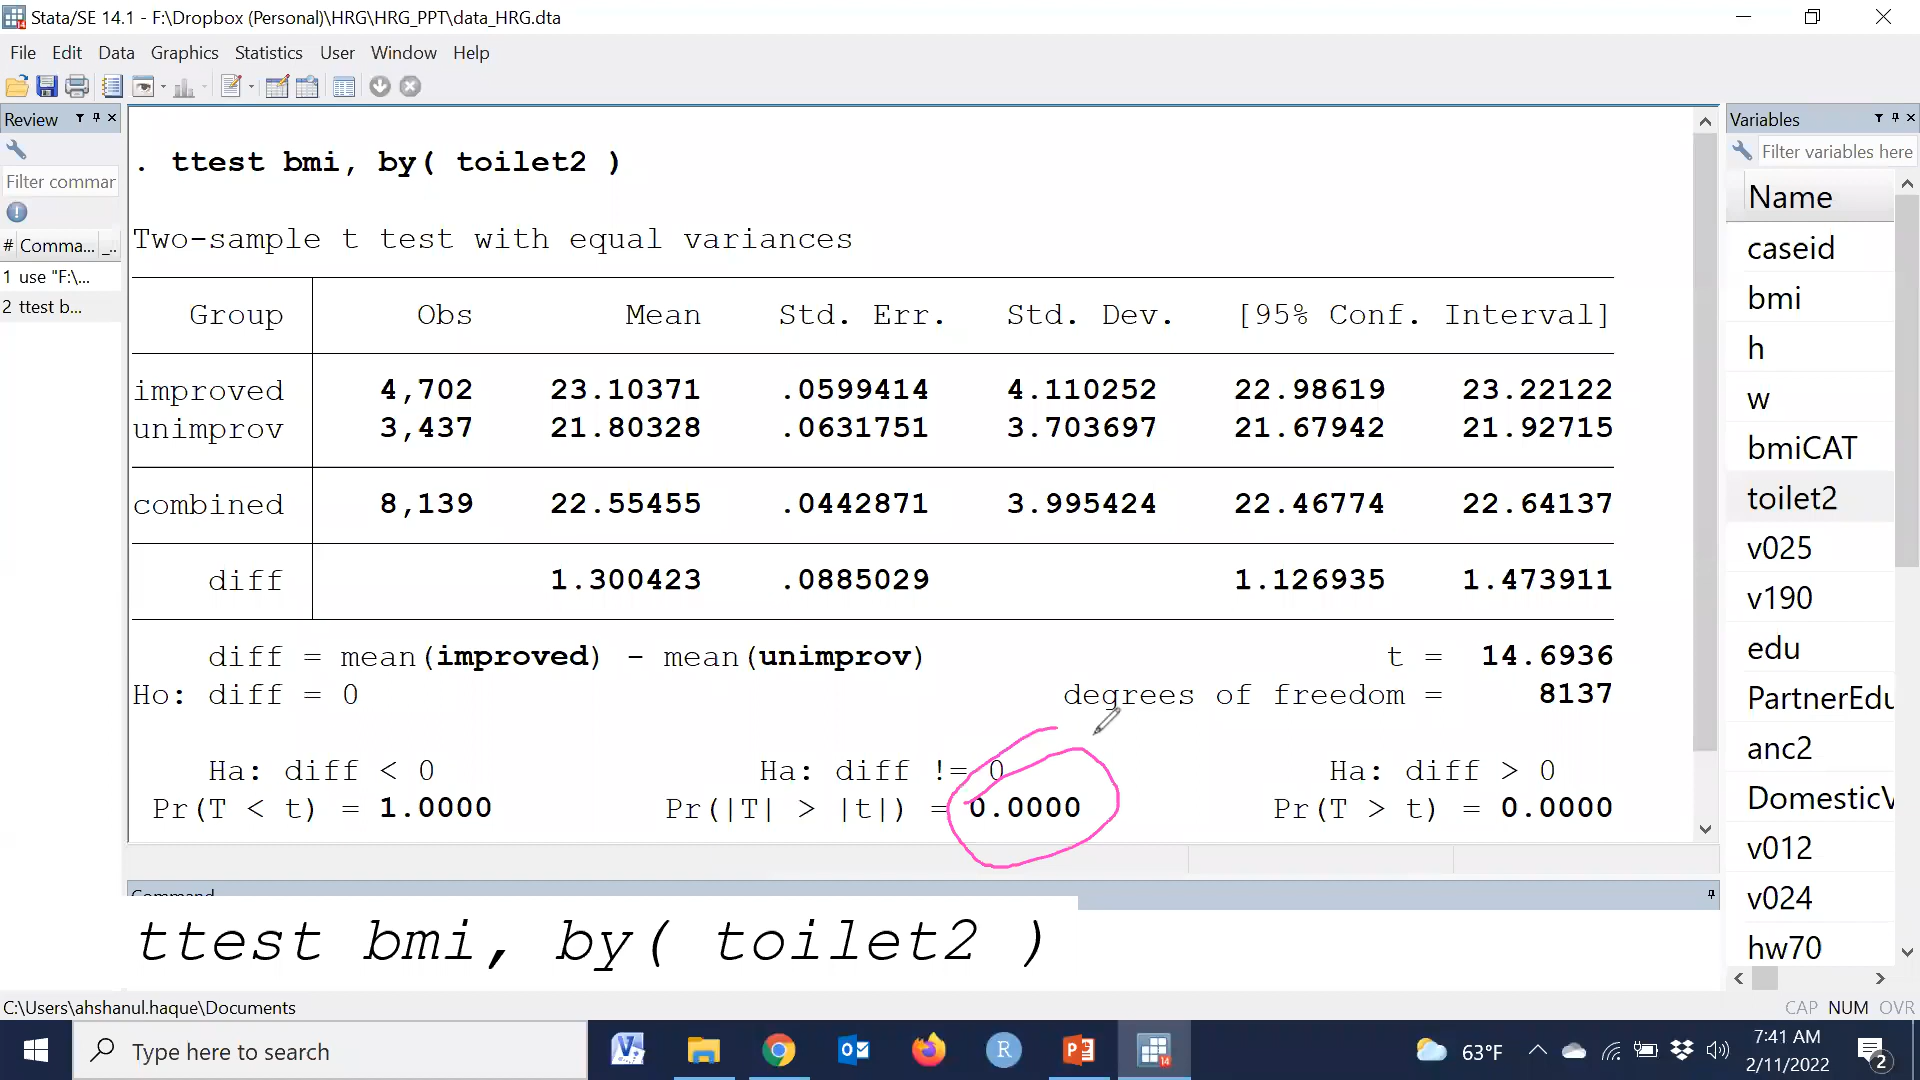 Stata/SE 14.1 - F:\Dropbox (Personal)\HRG\HRG_PPT\data_HRG.dta
File Edit Data Graphics Statistics User Window Help
Review
Filter commar
# Comma...
1 use "F:\...
2 ttest b...
. ttest bmi, by( toilet2 )
Two-sample t test with equal variances
Group Obs Mean Std. Err. Std. Dev. [95% Conf. Interval]
improved 4,702 23.10371 .0599414 4.110252 22.98619 23.22122
unimprov 3,437 21.80328 .0631751 3.703697 21.67942 21.92715
combined 8,139 22.55455 .0442871 3.995424 22.46774 22.64137
diff 1.300423 .0885029 1.126935 1.473911
diff = mean(improved) - mean(unimprov) t = 14.6936
Ho: diff = 0 degrees of freedom = 8137
Ha: diff < 0 Ha: diff != 0 Ha: diff > 0
Pr(T < t) = 1.0000 Pr(|T| > |t|) = 0.0000 Pr(T > t) = 0.0000
Variables
Filter variables here
Name
caseid
bmi
h
w
bmiCAT
toilet2
v025
v190
edu
PartnerEdu
anc2
DomesticV
v012
v024
hw70
Command
ttest bmi, by( toilet2 )
C:\Users\ahshanul.haque\Documents
CAP NUM OVR
Type here to search
63°F
7:41 AM
2/11/2022
2